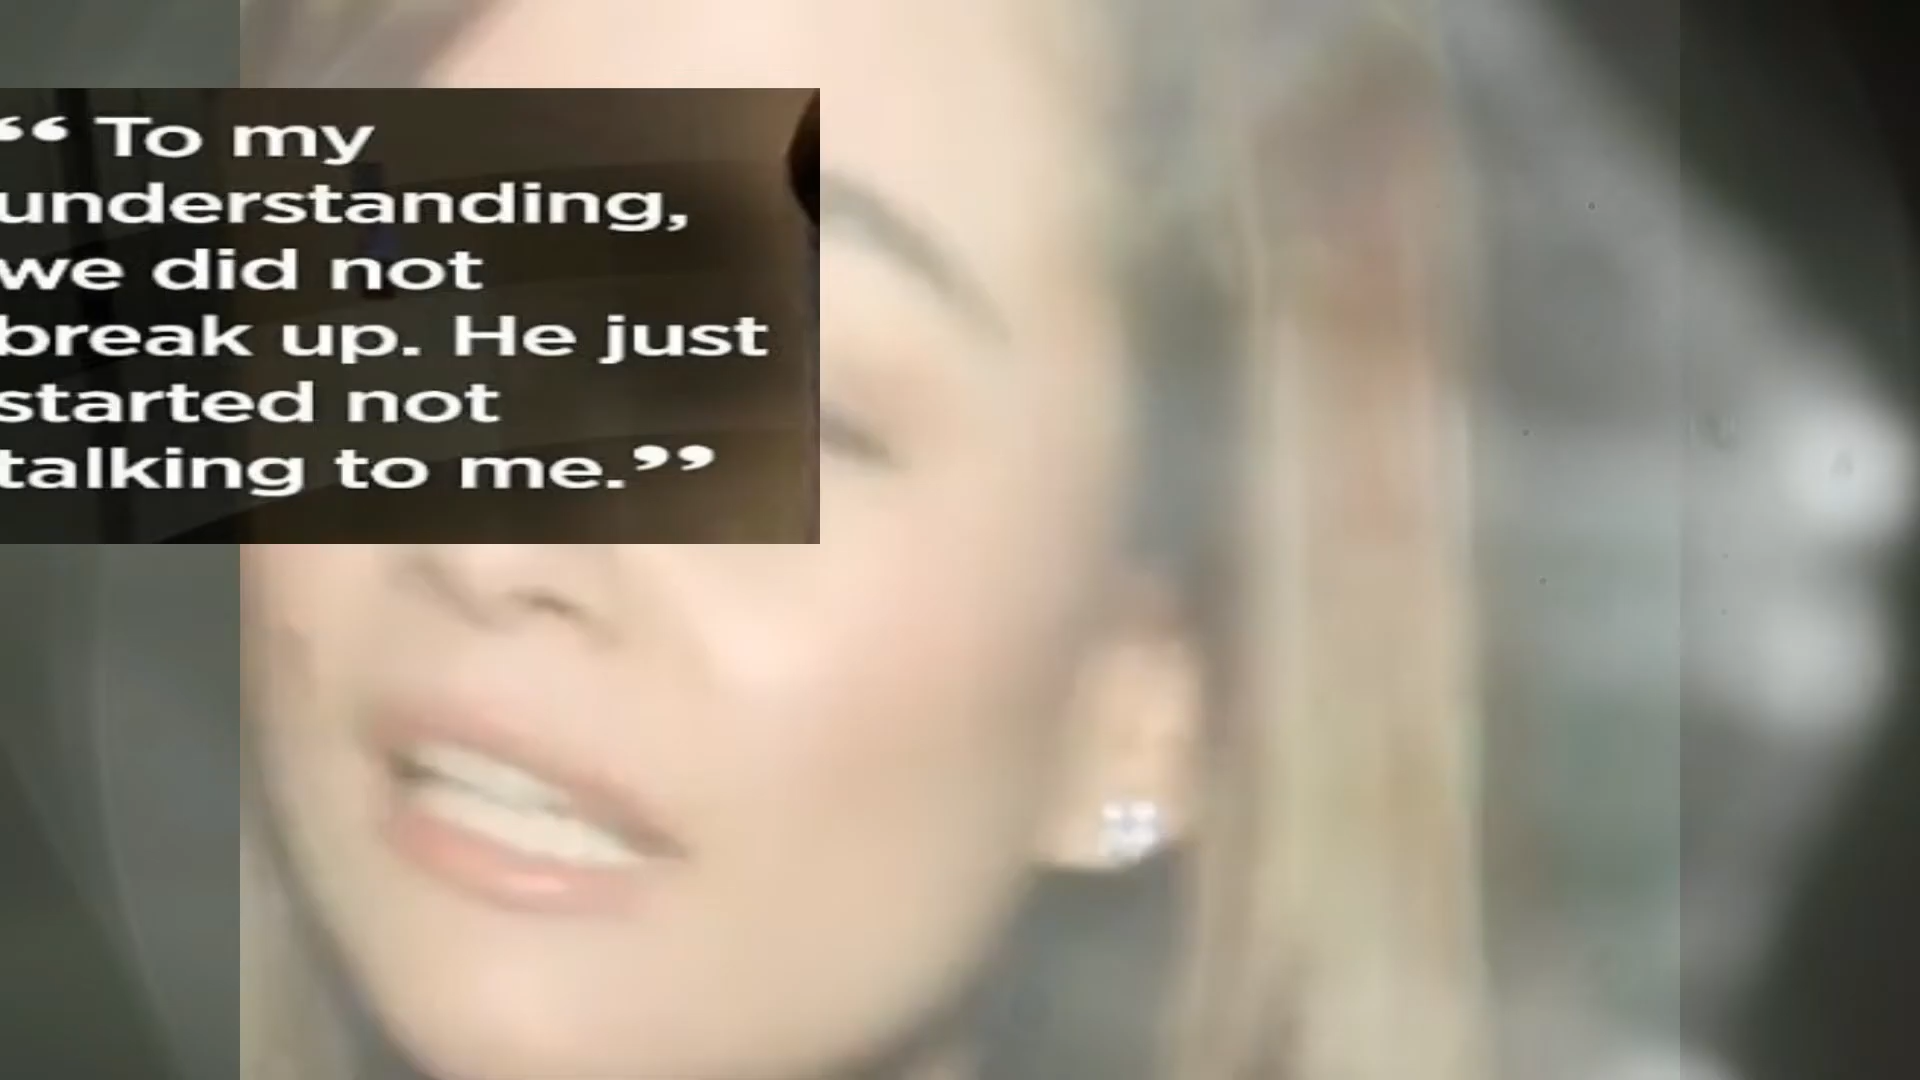 “ To my
understanding,
we did not
break up. He just
started not
talking to me.”